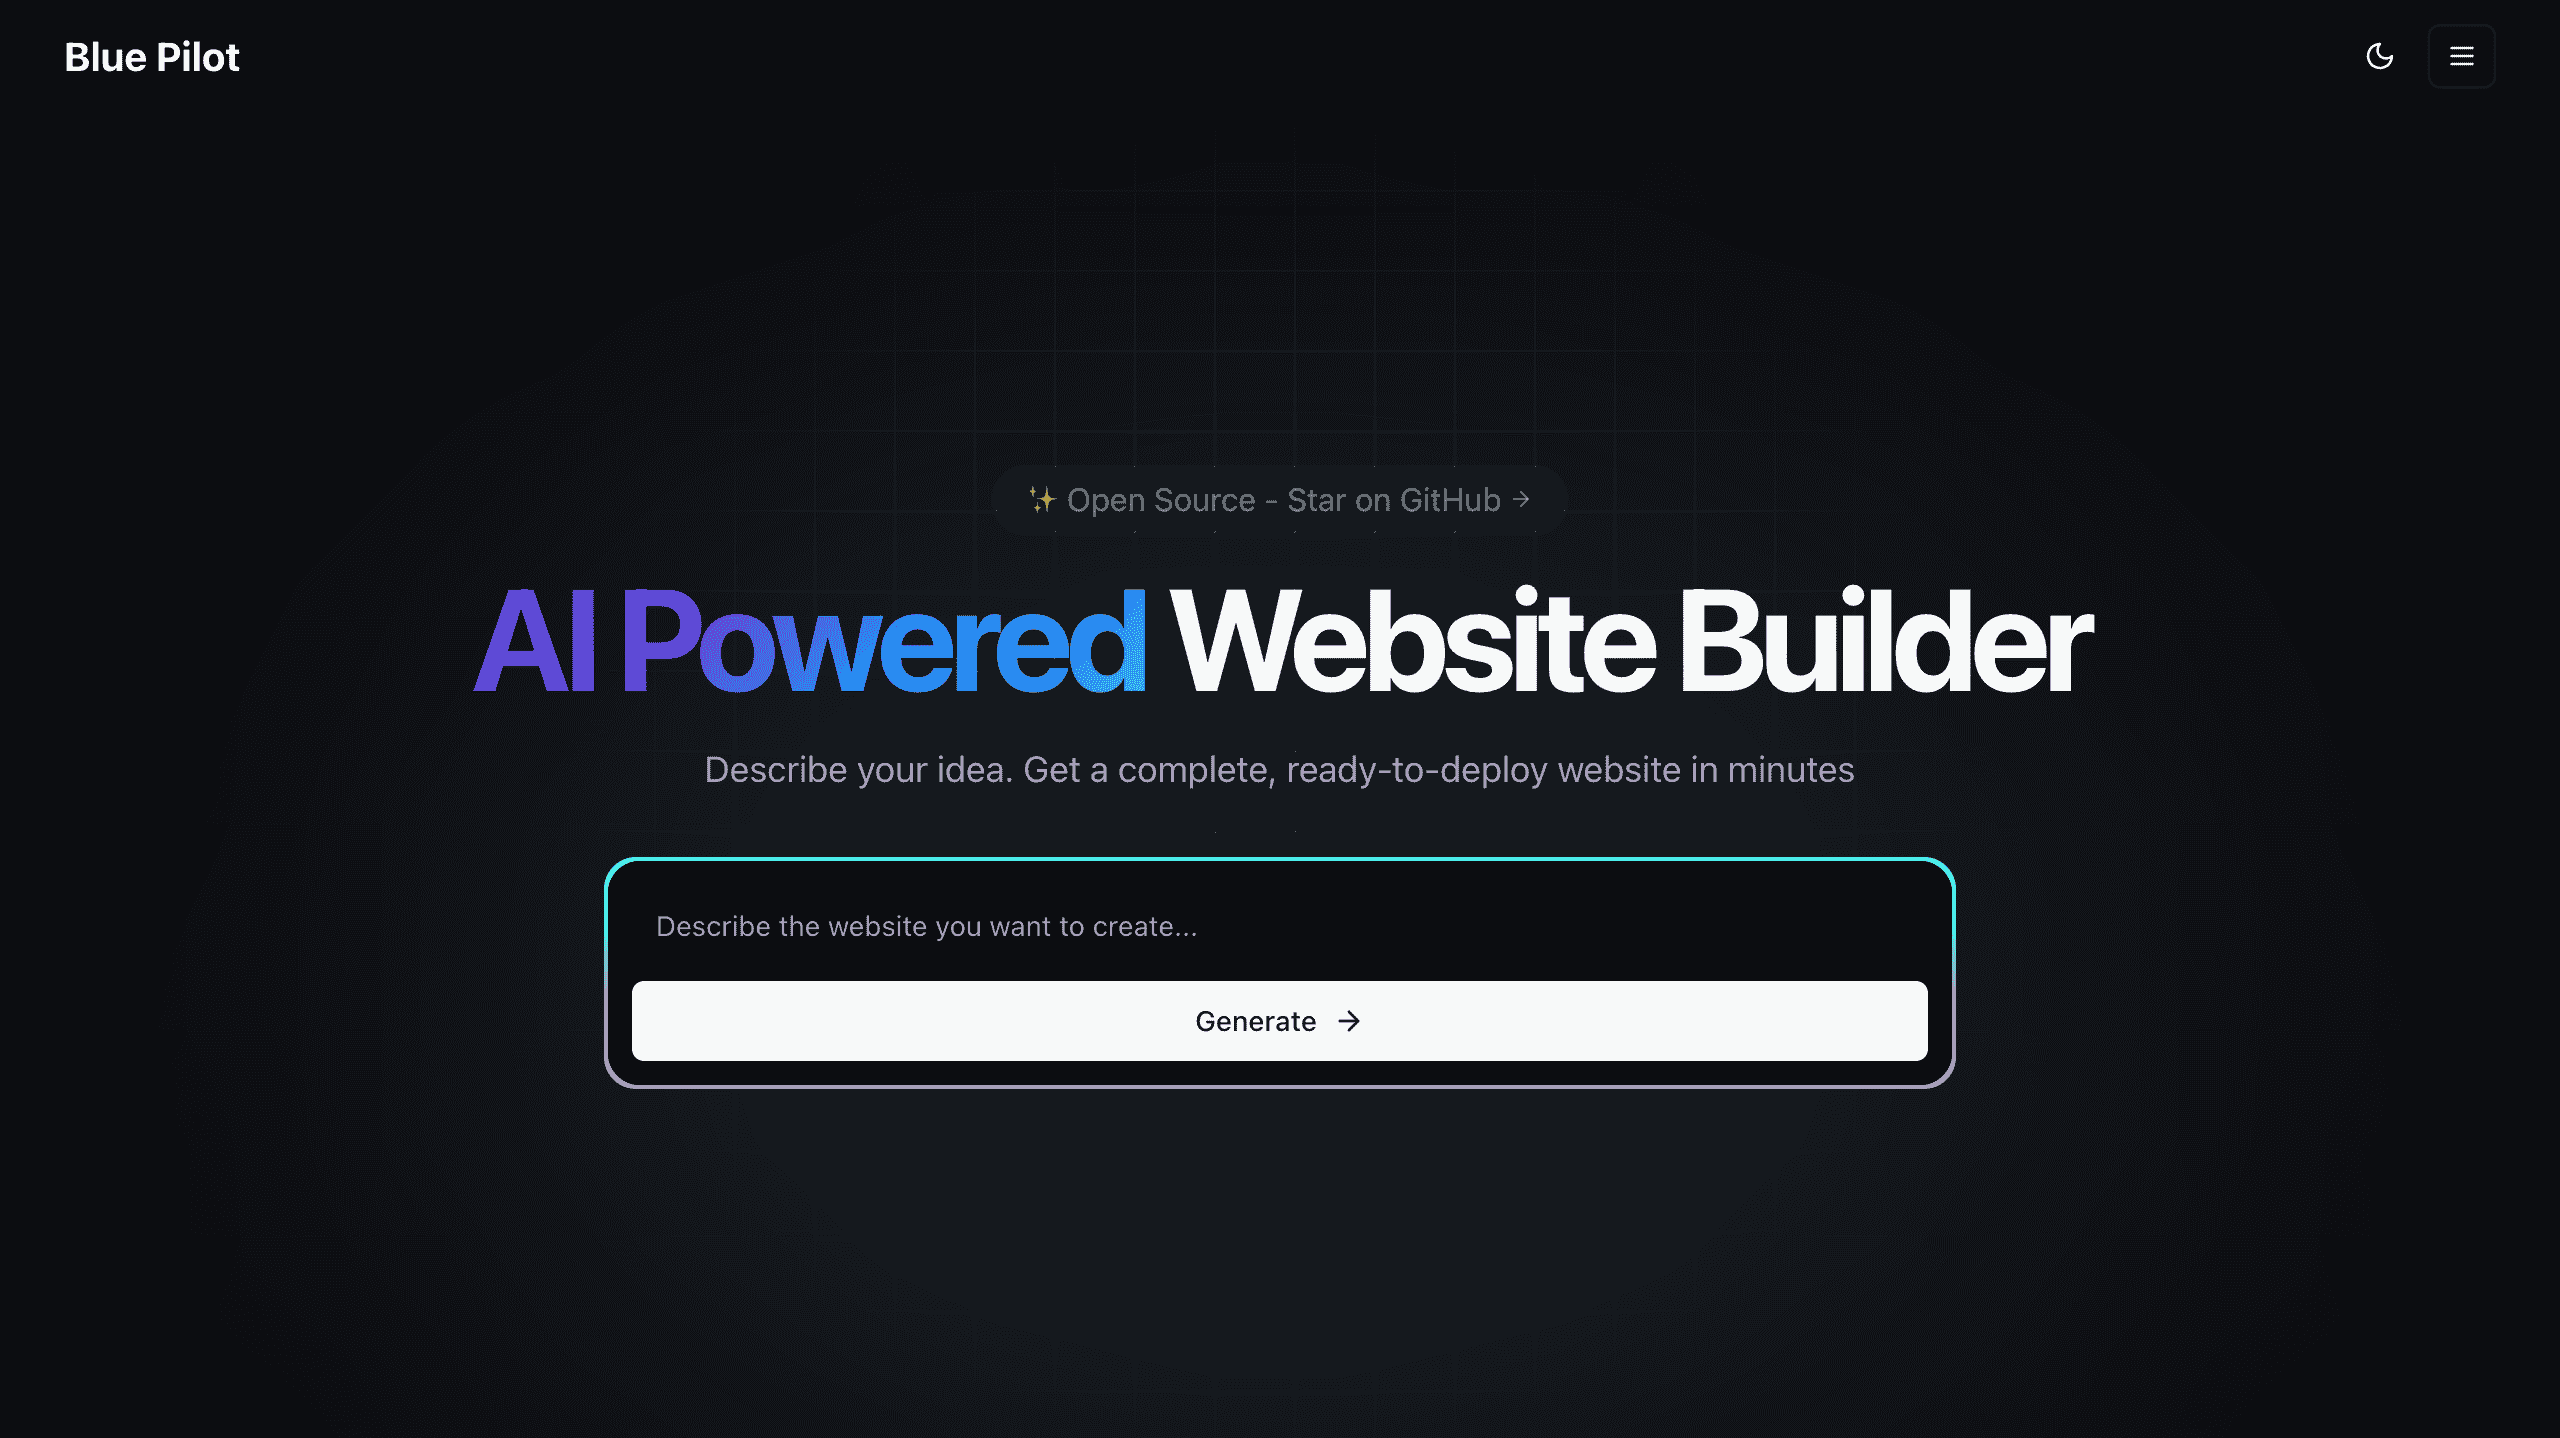 Blue Pilot
✨ Open Source - Star on GitHub →
AI Powered Website Builder
Describe your idea. Get a complete, ready-to-deploy website in minutes
Describe the website you want to create...
Generate →